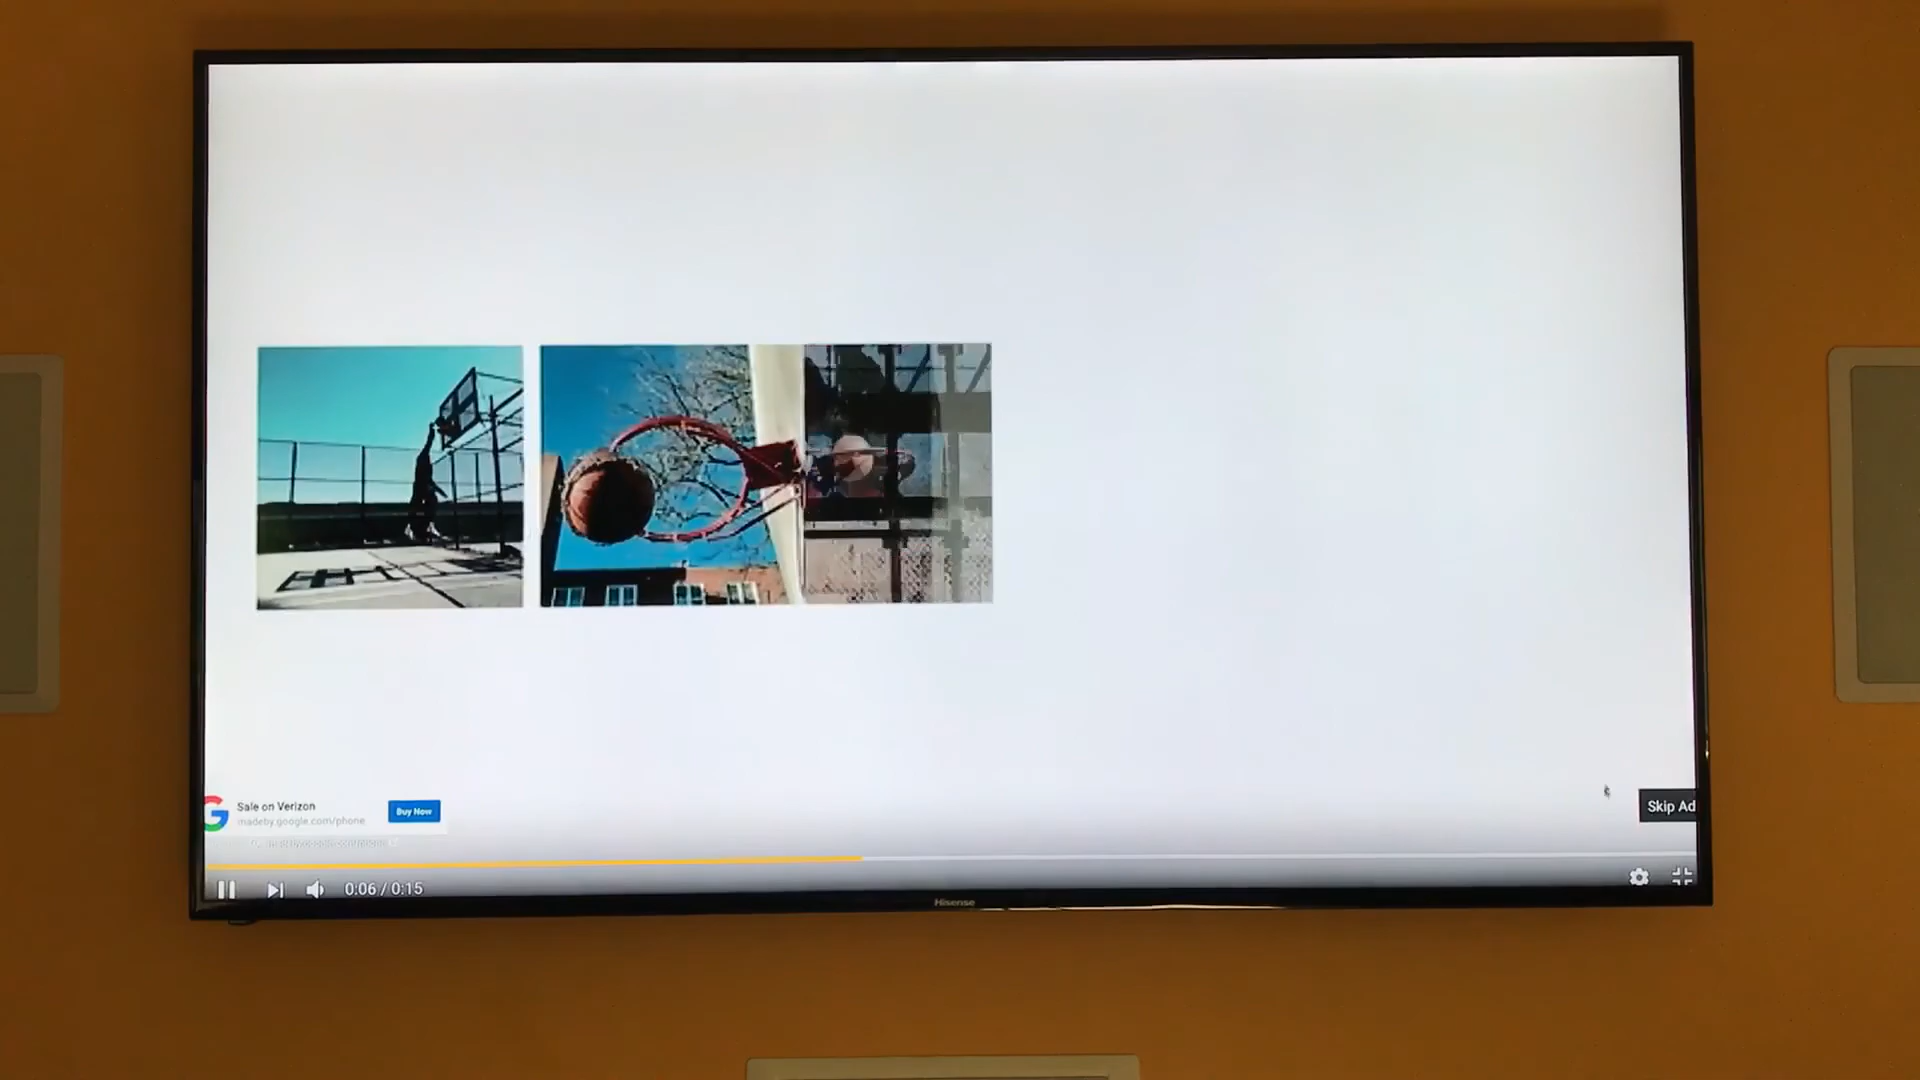 Sale on Verizon
madeby.google.com/phone
Buy Now
Skip Ad
0:06 / 0:15
Hisense